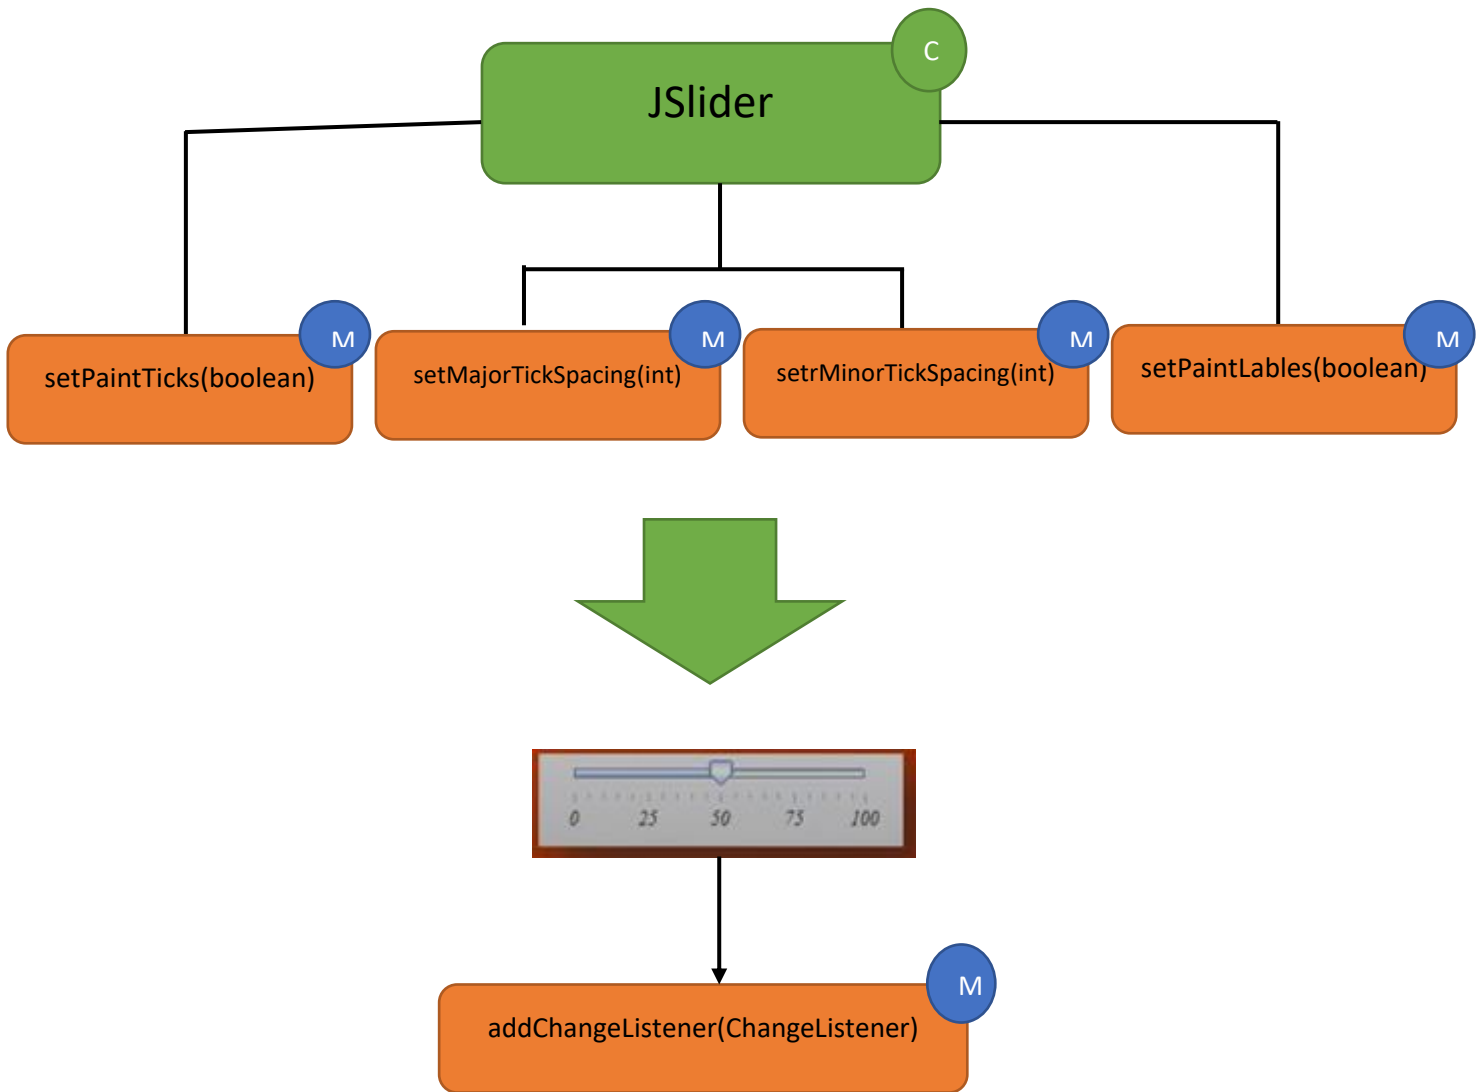 C
JSlider
M
M
M
M
setPaintTicks(boolean)
setMajorTickSpacing(int)
setrMinorTickSpacing(int)
setPaintLables(boolean)
0 25 50 75 100
M
addChangeListener(ChangeListener)